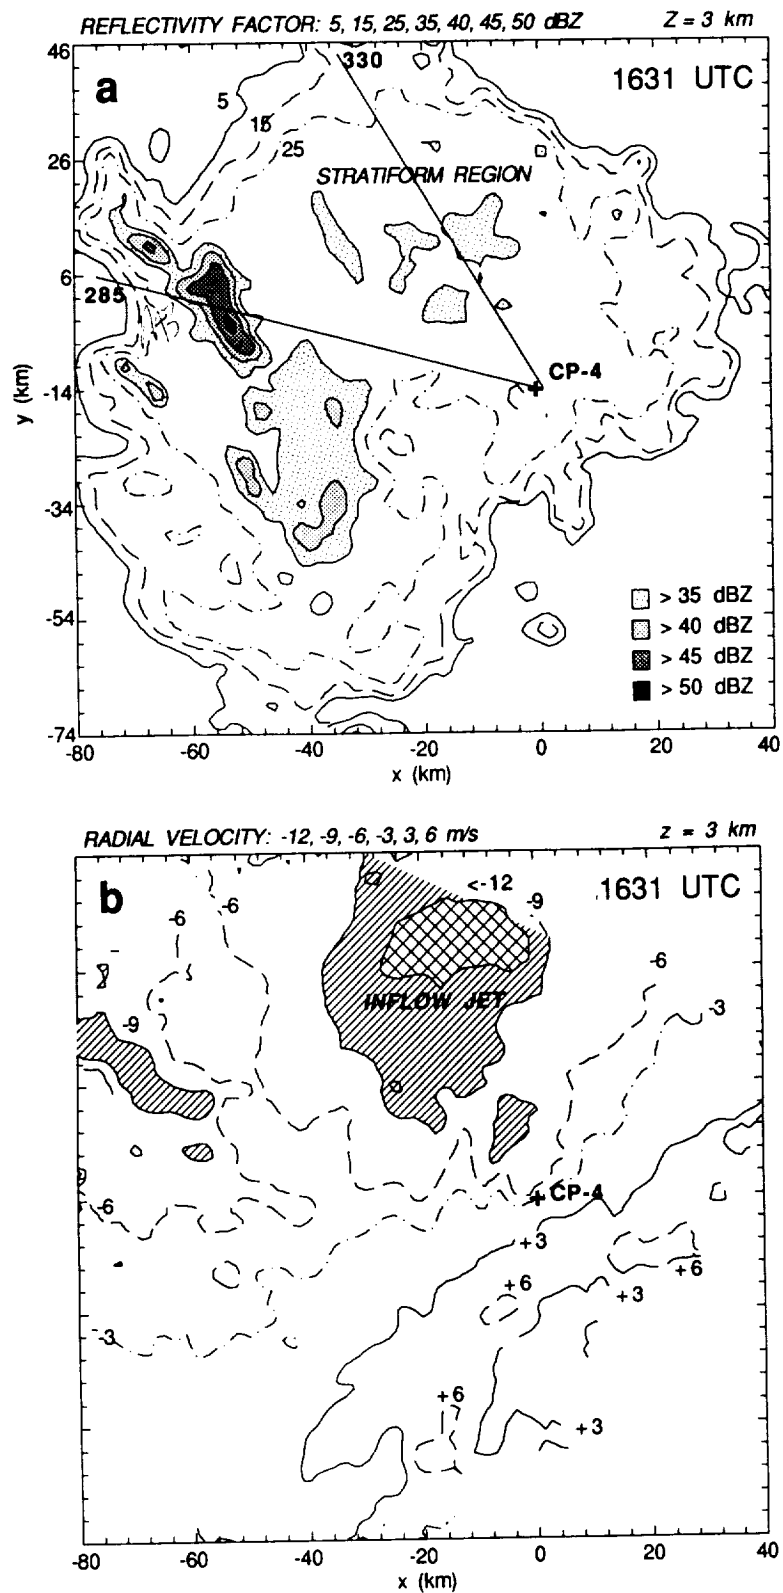 REFLECTIVITY FACTOR: 5, 15, 25, 35, 40, 45, 50 dBZ Z = 3 km
46
a
330
1631 UTC
5
15
25
26
STRATIFORM REGION
6
285
CP-4
-14
y (km)
-34
> 35 dBZ
-54
> 40 dBZ
> 45 dBZ
> 50 dBZ
-74
-80 -60 -40 -20 0 20 40
x (km)
RADIAL VELOCITY: -12, -9, -6, -3, 3, 6 m/s z = 3 km
b
<-12
1631 UTC
-9
-6
-6
-6
INFLOW JET
-3
-9
CP-4
-6
+3
+6
+6
+3
-3
+6
+3
-80 -60 -40 -20 0 20 40
x (km)